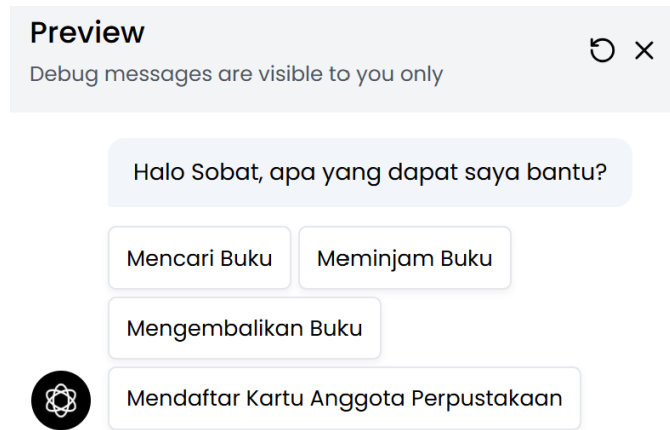 Preview
Debug messages are visible to you only
Halo Sobat, apa yang dapat saya bantu?
Mencari Buku
Meminjam Buku
Mengembalikan Buku
Mendaftar Kartu Anggota Perpustakaan